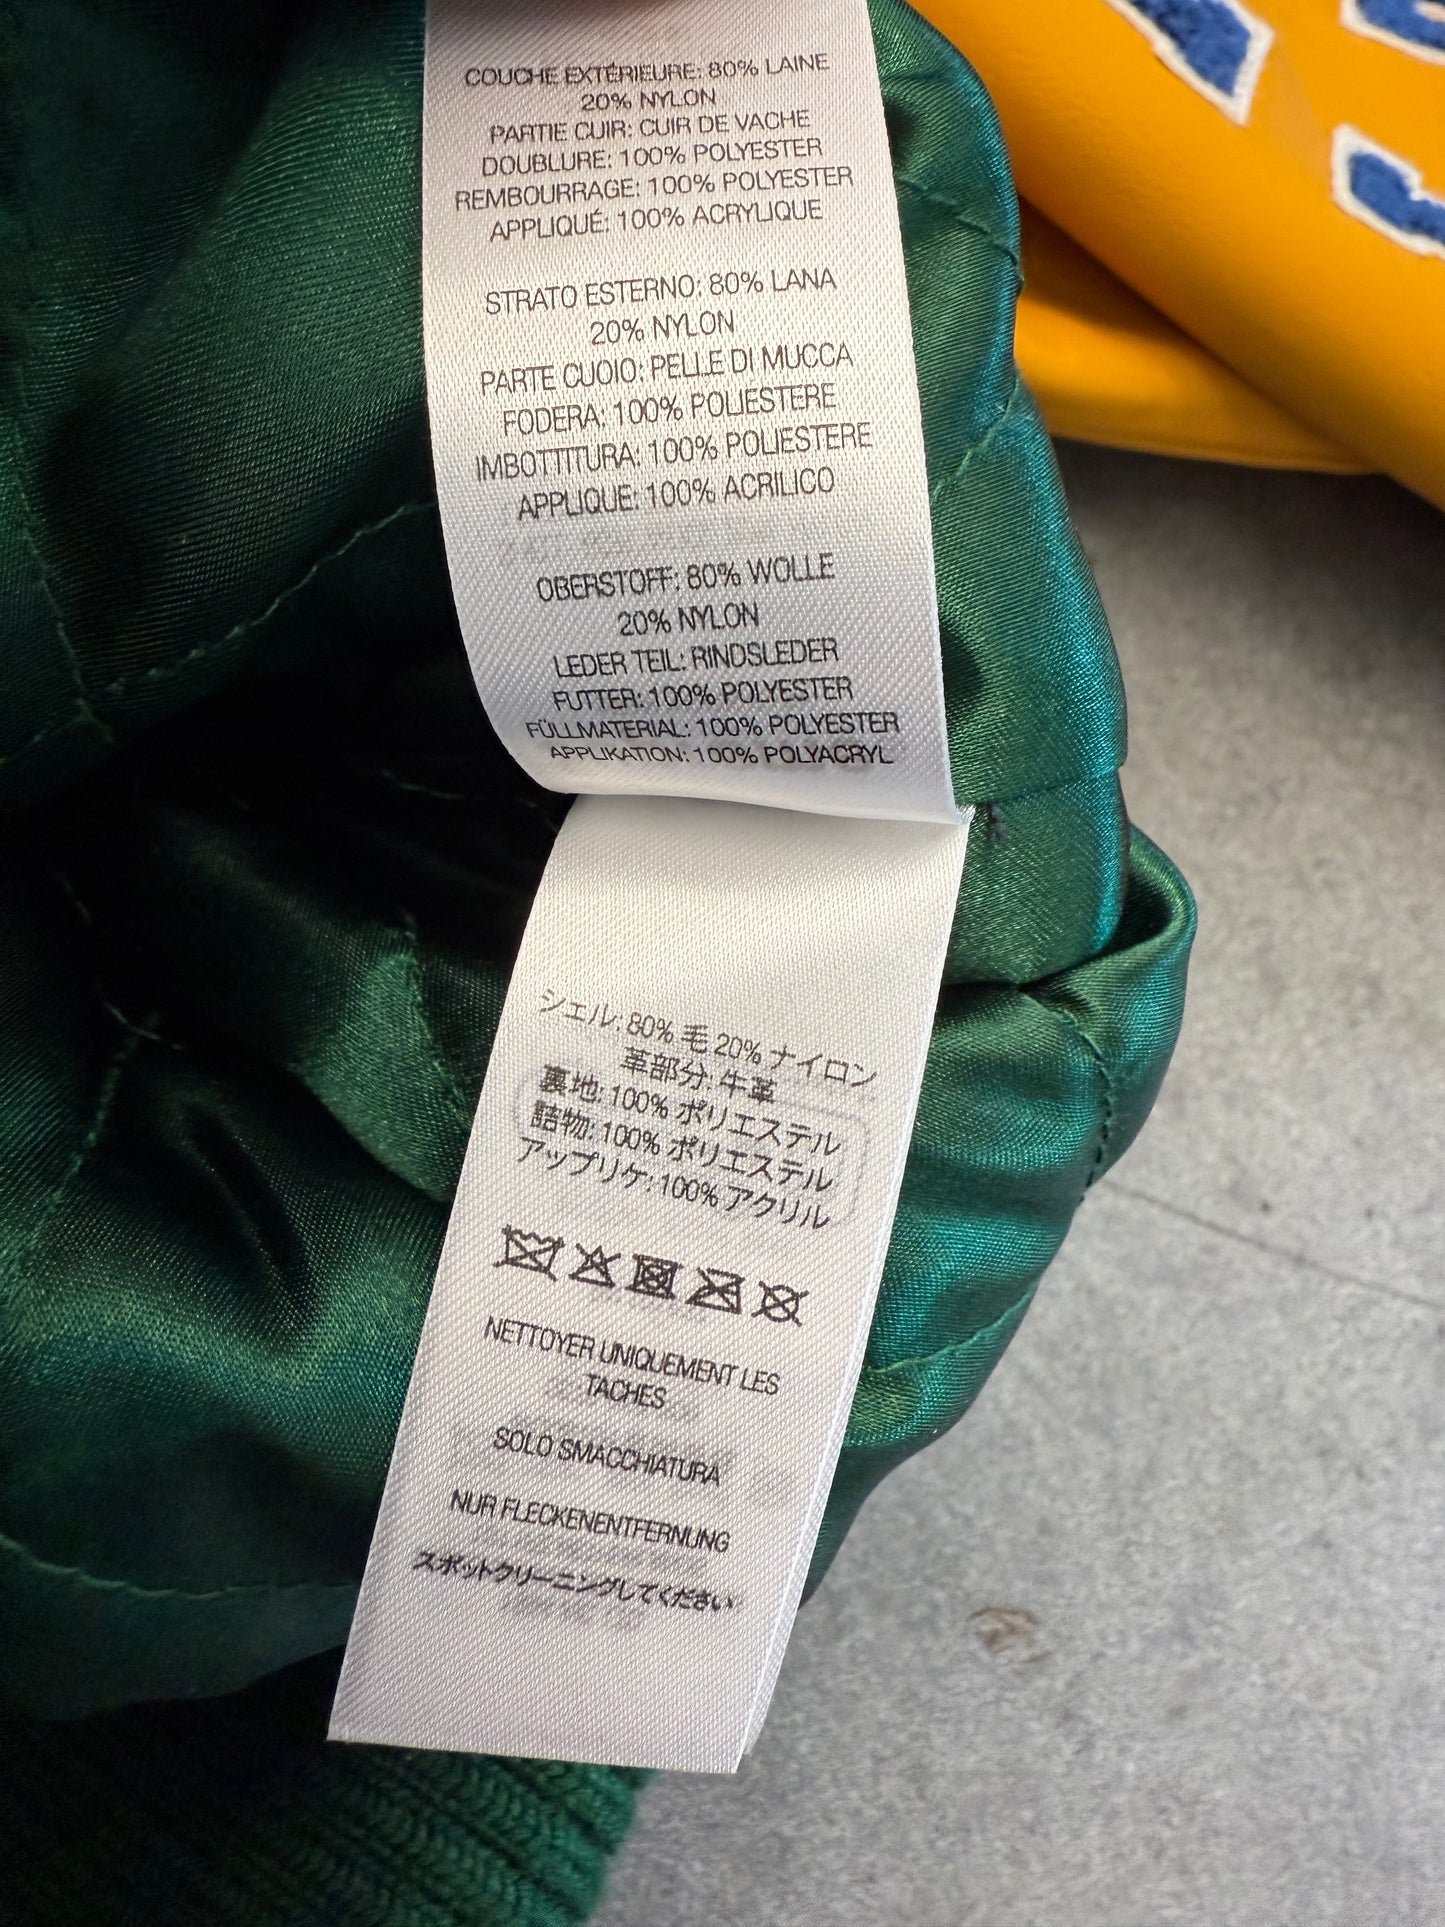 COUCHE EXTÉRIEURE: 80% LAINE
20% NYLON
PARTIE CUIR: CUIR DE VACHE
DOUBLURE: 100% POLYESTER
REMBOURRAGE: 100% POLYESTER
APPLIQUÉ: 100% ACRYLIQUE
STRATO ESTERNO: 80% LANA
20% NYLON
PARTE CUOIO: PELLE DI MUCCA
FODERA: 100% POLIESTERE
IMBOTTITURA: 100% POLIESTERE
APPLIQUE: 100% ACRILICO
OBERSTOFF: 80% WOLLE
20% NYLON
LEDER TEIL: RINDSLEDER
FUTTER: 100% POLYESTER
FÜLLMATERIAL: 100% POLYESTER
APPLIKATION: 100% POLYACRYL
シェル: 80% 毛 20% ナイロン
革部分: 牛革
裏地: 100% ポリエステル
詰物: 100% ポリエステル
アップリケ: 100% アクリル
NETTOYER UNIQUEMENT LES
TACHES
SOLO SMACCHIATURA
NUR FLECKENENTFERNUNG
スポットクリーニングしてください